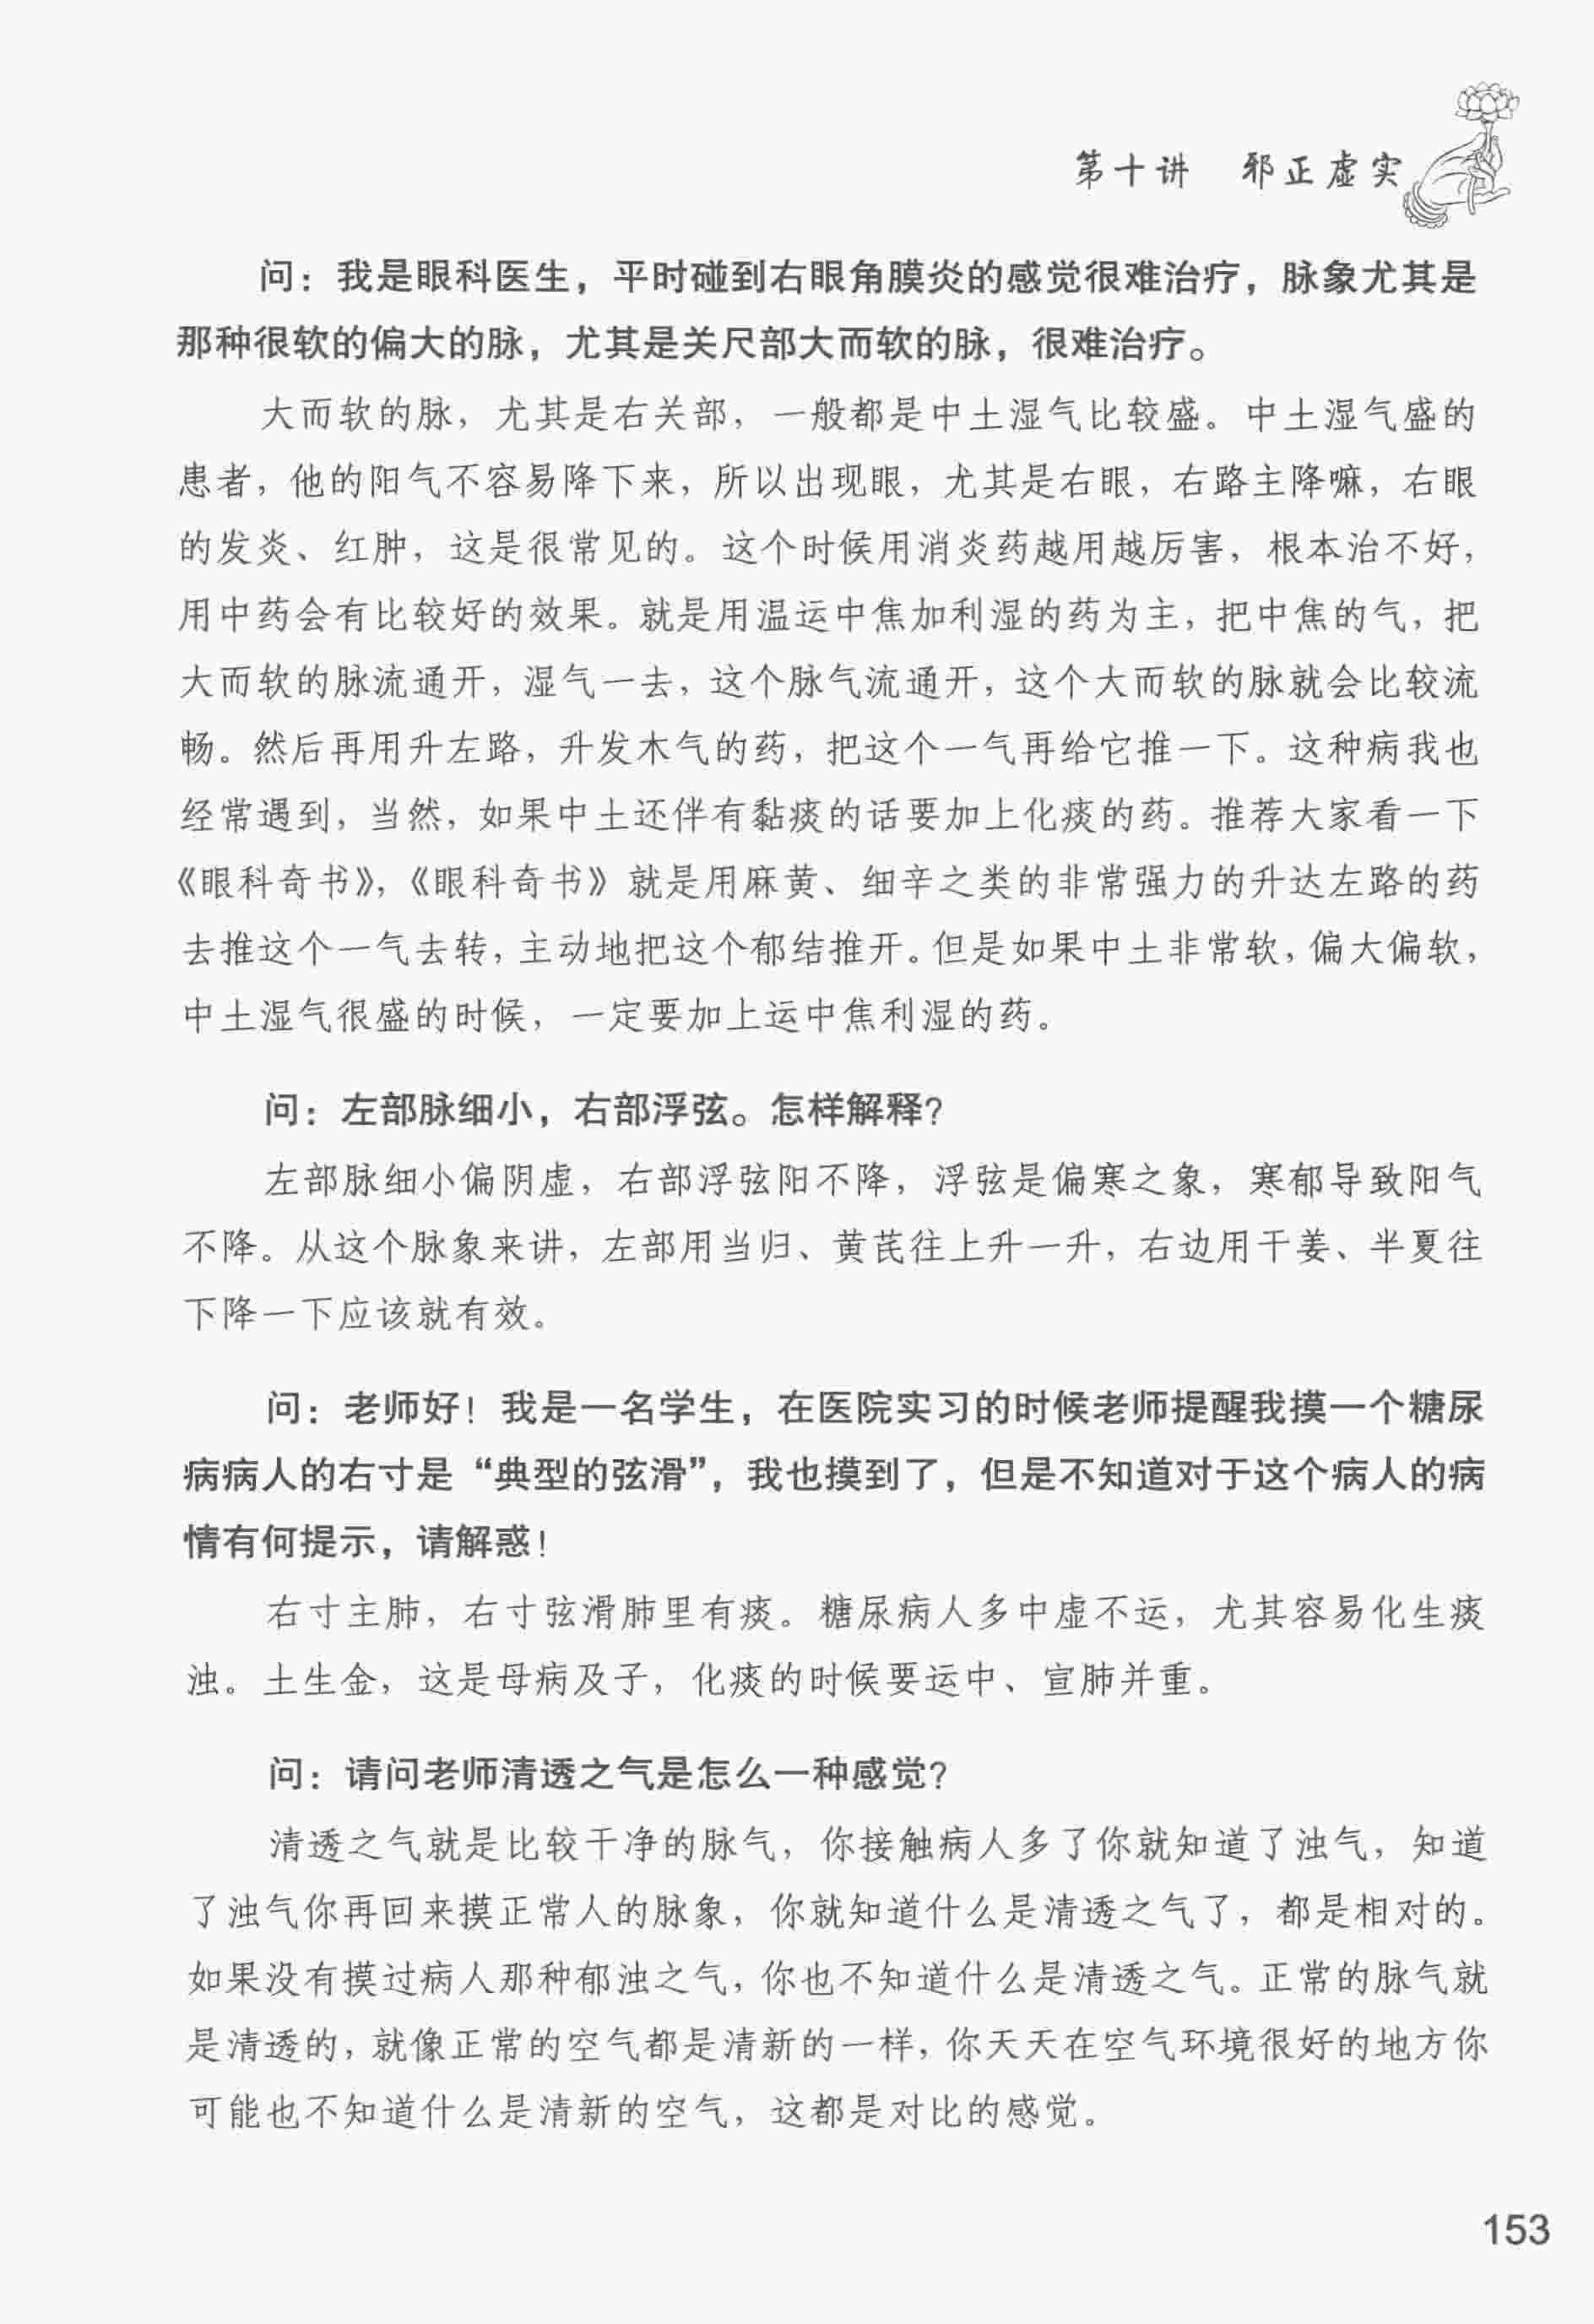 第十讲 邪正虚实
问：我是眼科医生，平时碰到右眼角膜炎的感觉很难治疗，脉象尤其是
那种很软的偏大的脉，尤其是关尺部大而软的脉，很难治疗。
大而软的脉，尤其是右关部，一般都是中土湿气比较盛。中土湿气盛的
患者，他的阳气不容易降下来，所以出现眼，尤其是右眼，右路主降嘛，右眼
的发炎、红肿，这是很常见的。这个时候用消炎药越用越厉害，根本治不好，
用中药会有比较好的效果。就是用温运中焦加利湿的药为主，把中焦的气，把
大而软的脉流通开，湿气一去，这个脉气流通开，这个大而软的脉就会比较流
畅。然后再用升左路，升发木气的药，把这个一气再给它推一下。这种病我也
经常遇到，当然，如果中土还伴有黏痰的话要加上化痰的药。推荐大家看一下
《眼科奇书》，《眼科奇书》就是用麻黄、细辛之类的非常强力的升达左路的药
去推这个一气去转，主动地把这个郁结推开。但是如果中土非常软，偏大偏软，
中土湿气很盛的时候，一定要加上运中焦利湿的药。
问：左部脉细小，右部浮弦。怎样解释？
左部脉细小偏阴虚，右部浮弦阳不降，浮弦是偏寒之象，寒郁导致阳气
不降。从这个脉象来讲，左部用当归、黄芪往上升一升，右边用干姜、半夏往
下降一下应该就有效。
问：老师好！我是一名学生，在医院实习的时候老师提醒我摸一个糖尿
病病人的右寸是“典型的弦滑”，我也摸到了，但是不知道对于这个病人的病
情有何提示，请解惑！
右寸主肺，右寸弦滑肺里有痰。糖尿病人多中虚不运，尤其容易化生痰
浊。土生金，这是母病及子，化痰的时候要运中、宣肺并重。
问：请问老师清透之气是怎么一种感觉？
清透之气就是比较干净的脉气，你接触病人多了你就知道了浊气，知道
了浊气你再回来摸正常人的脉象，你就知道什么是清透之气了，都是相对的。
如果没有摸过病人那种郁浊之气，你也不知道什么是清透之气。正常的脉气就
是清透的，就像正常的空气都是清新的一样，你天天在空气环境很好的地方你
可能也不知道什么是清新的空气，这都是对比的感觉。
153